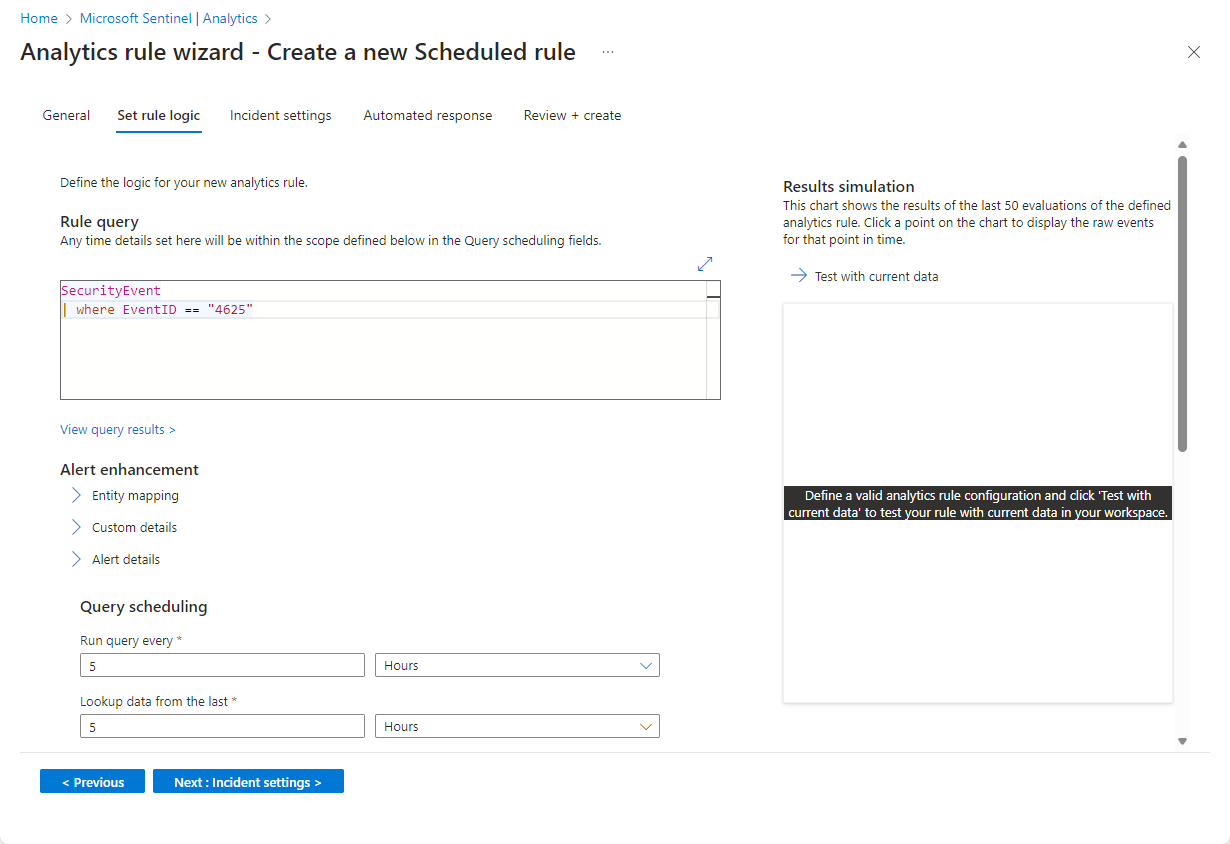 Home > Microsoft Sentinel | Analytics >
Analytics rule wizard - Create a new Scheduled rule ...
General Set rule logic Incident settings Automated response Review + create
Define the logic for your new analytics rule.
Rule query
Any time details set here will be within the scope defined below in the Query scheduling fields.
SecurityEvent
| where EventID == "4625"
View query results >
Alert enhancement
Entity mapping
Custom details
Alert details
Query scheduling
Run query every *
5 Hours
Lookup data from the last *
5 Hours
Results simulation
This chart shows the results of the last 50 evaluations of the defined
analytics rule. Click a point on the chart to display the raw events
for that point in time.
Test with current data
Define a valid analytics rule configuration and click 'Test with
current data' to test your rule with current data in your workspace.
< Previous Next : Incident settings >